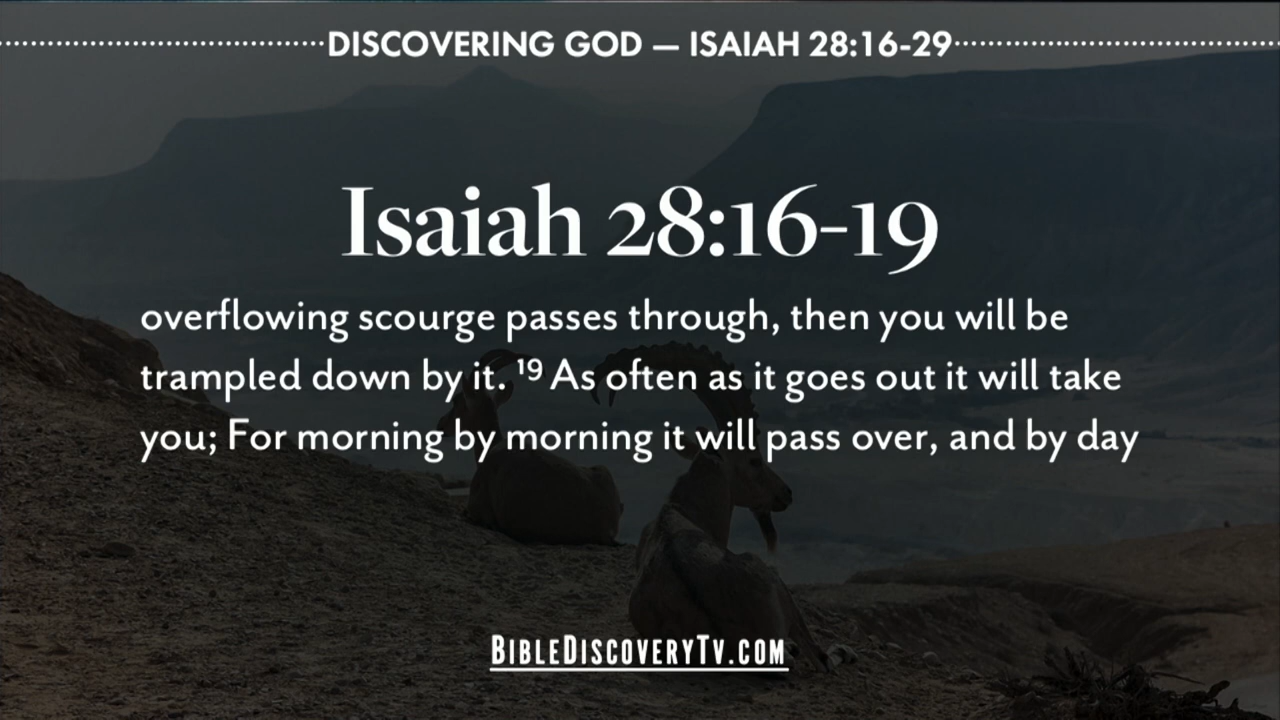 DISCOVERING GOD — ISAIAH 28:16-29
Isaiah 28:16-19
overflowing scourge passes through, then you will be
trampled down by it. ¹⁹ As often as it goes out it will take
you; For morning by morning it will pass over, and by day
BIBLEDISCOVERYTV.COM